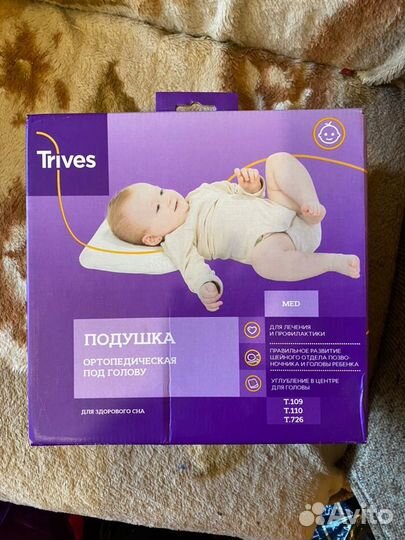 Trives
MED
ПОДУШКА
ОРТОПЕДИЧЕСКАЯ
ПОД ГОЛОВУ
ДЛЯ ЗДОРОВОГО СНА
ДЛЯ ЛЕЧЕНИЯ
И ПРОФИЛАКТИКИ
ПРАВИЛЬНОЕ РАЗВИТИЕ
ШЕЙНОГО ОТДЕЛА ПОЗВО-
НОЧНИКА И ГОЛОВЫ РЕБЕНКА
УГЛУБЛЕНИЕ В ЦЕНТРЕ
ДЛЯ ГОЛОВЫ
Т.109
Т.110
Т.726
Avito